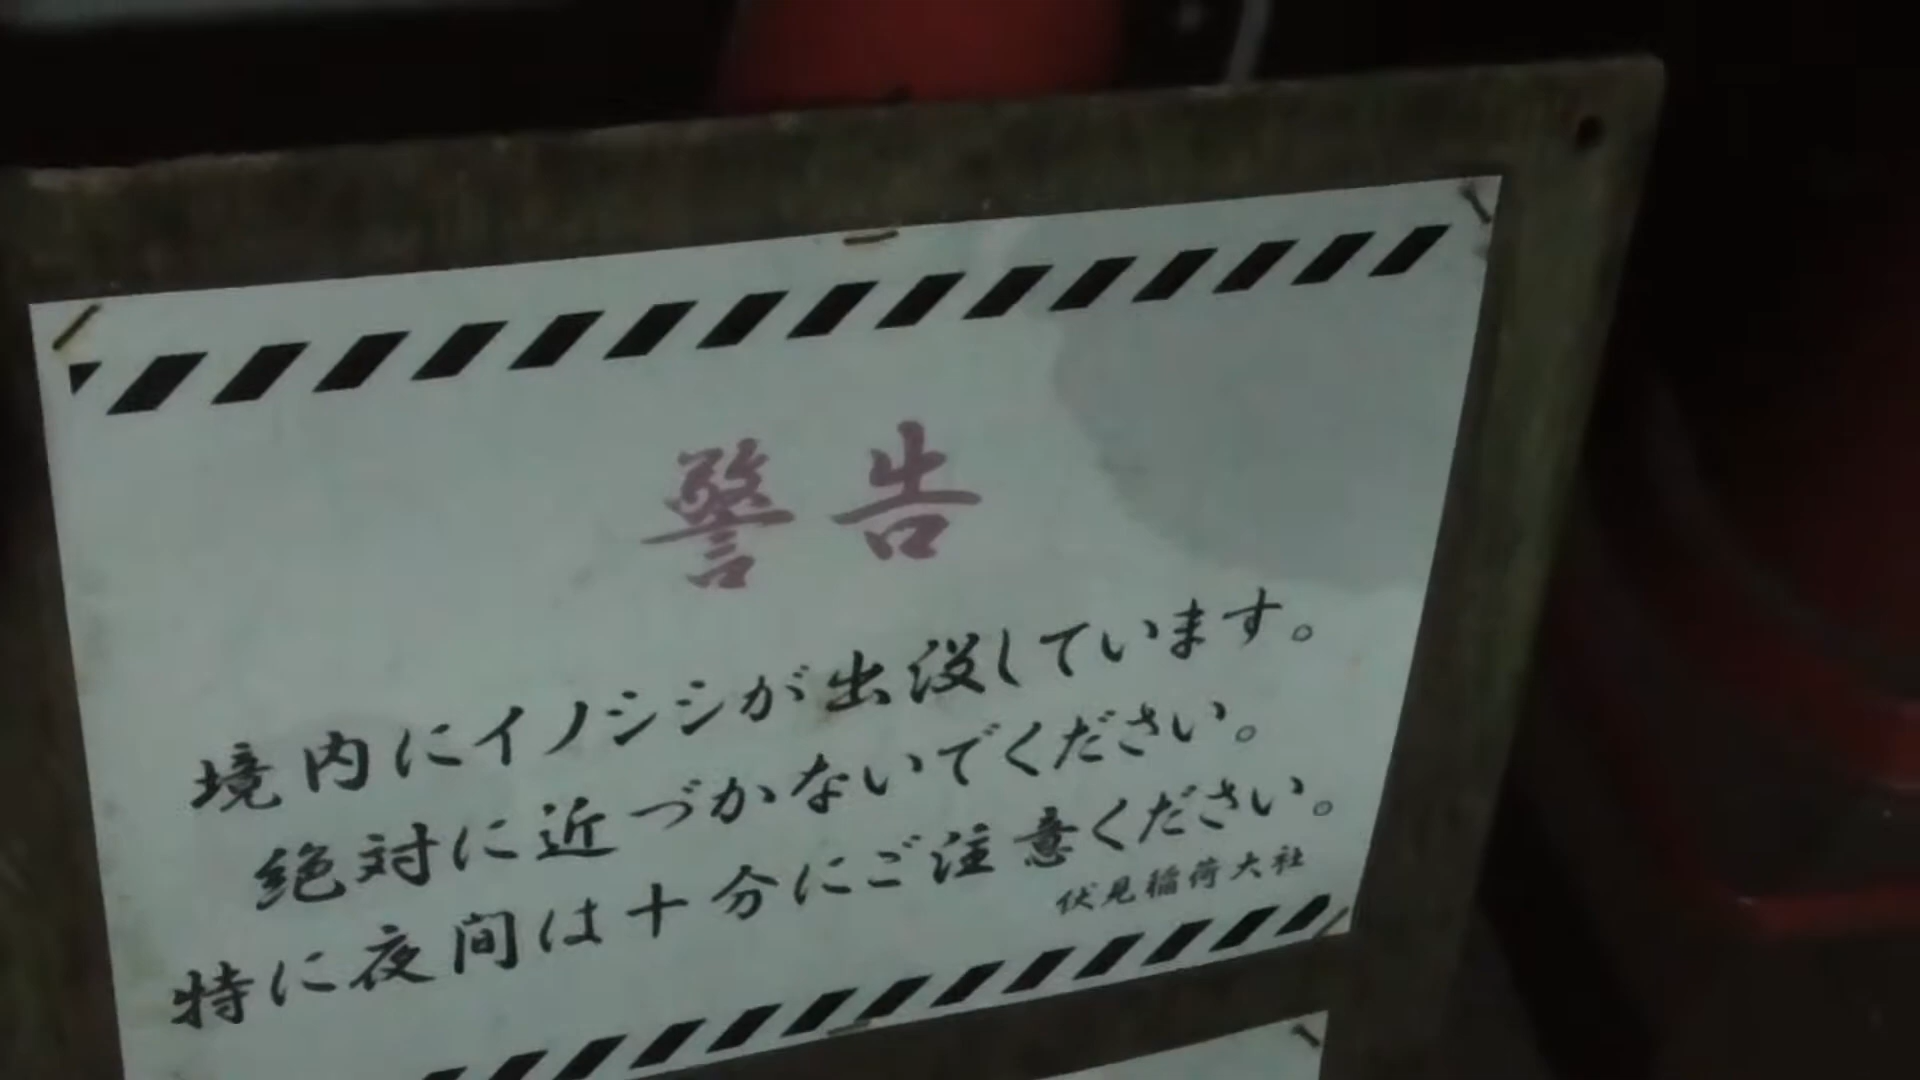 警告
境内にイノシシが出没しています。
絶対に近づかないでください。
特に夜間は十分にご注意ください。
伏見稲荷大社